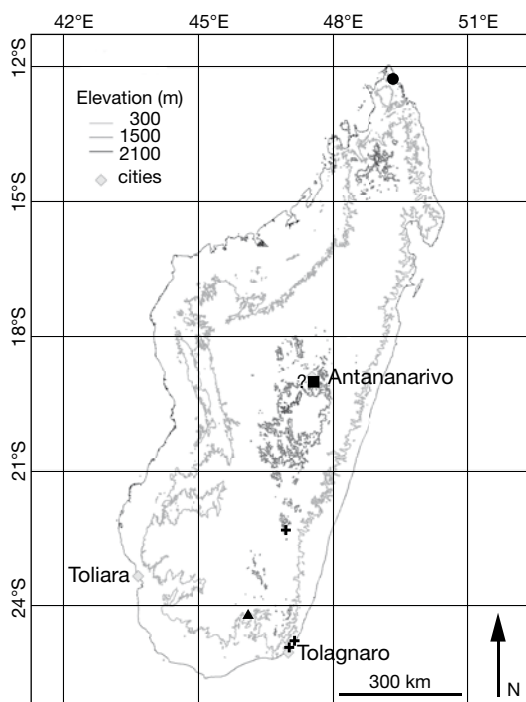 42°E 45°E 48°E 51°E
12°S
Elevation (m)
300
1500
2100
cities
15°S
18°S
? Antananarivo
21°S
Toliara
24°S
Tolagnaro
300 km
N